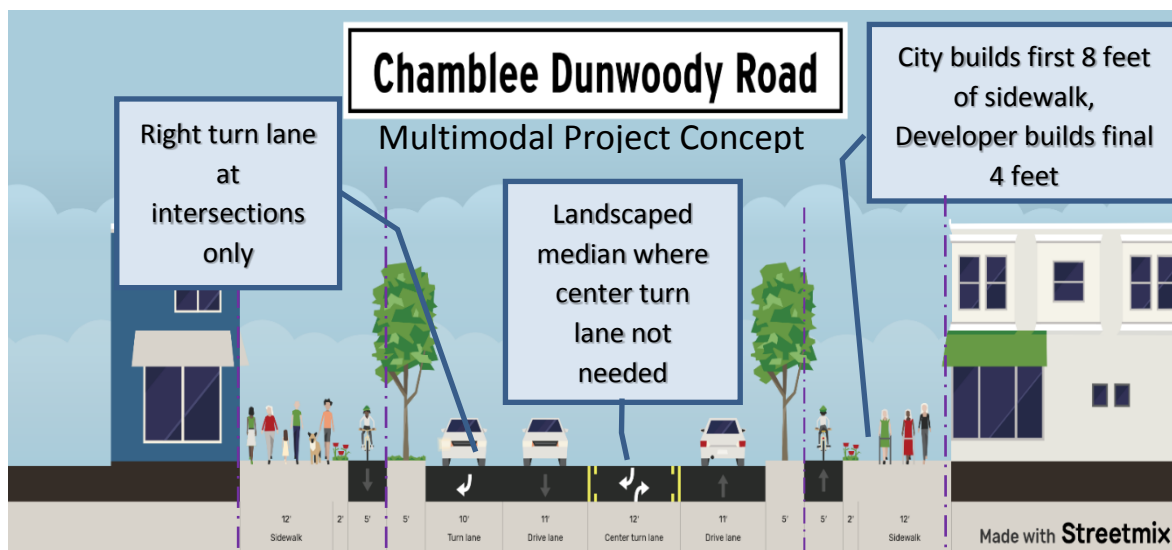 Chamblee Dunwoody Road
Multimodal Project Concept
Right turn lane
at
intersections
only
Landscaped
median where
center turn
lane not
needed
City builds first 8 feet
of sidewalk,
Developer builds final
4 feet
12' 2' 5' 5' 10' 11' 12' 11' 5' 5' 2' 12'
Sidewalk Turn lane Drive lane Center turn lane Drive lane Sidewalk
Made with Streetmix